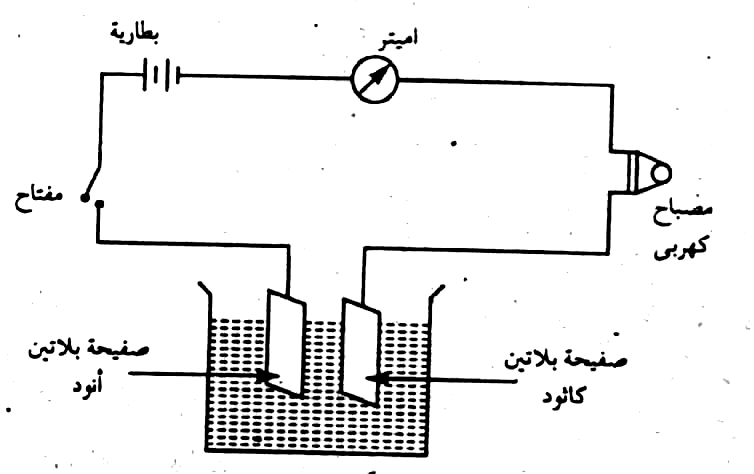 بطارية
اميتر
مفتاح
مصباح
كهربى
صفيحة بلاتين
أنود
صفيحة بلاتين
كاثود